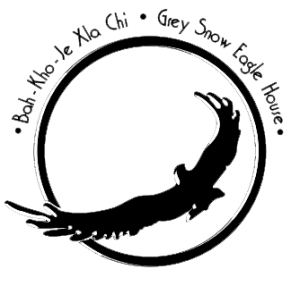 • Bah-Kho-Je Xla Chi • Grey Snow Eagle House •